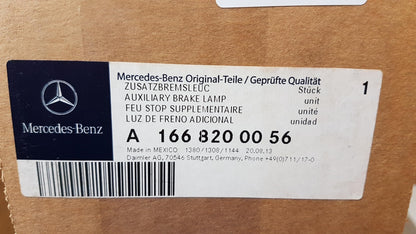 Mercedes-Benz
Mercedes-Benz Original-Teile / Geprüfte Qualität
ZUSATZBREMSLEUC Stück 1
AUXILIARY BRAKE LAMP unit
FEU STOP SUPPLEMENTAIRE unité
LUZ DE FRENO ADICIONAL unidad
A 166 820 00 56
Made in MEXICO 1380/1308/1144 20.09.13
Daimler AG, 70546 Stuttgart, Germany, Phone +49(0)711/17-0